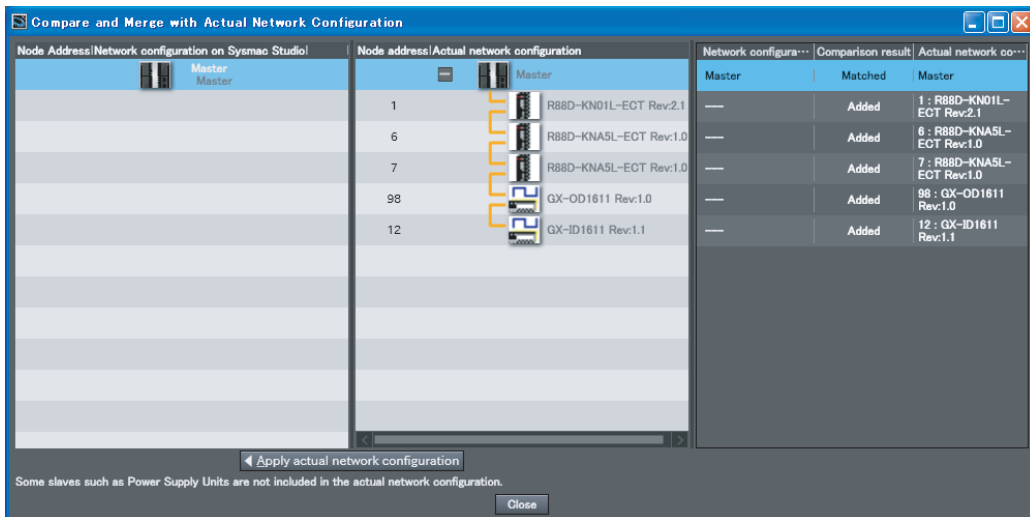 Compare and Merge with Actual Network Configuration
Node Address|Network configuration on Sysmac Studio|
Master
Master
Node address|Actual network configuration
Master
1 R88D-KN01L-ECT Rev:2.1
6 R88D-KNA5L-ECT Rev:1.0
7 R88D-KNA5L-ECT Rev:1.0
98 GX-OD1611 Rev:1.0
12 GX-ID1611 Rev:1.1
Network configura··· Comparison result Actual network co···
Master Matched Master
--- Added 1 : R88D-KN01L-
ECT Rev:2.1
--- Added 6 : R88D-KNA5L-
ECT Rev:1.0
--- Added 7 : R88D-KNA5L-
ECT Rev:1.0
--- Added 98 : GX-OD1611
Rev:1.0
--- Added 12 : GX-ID1611
Rev:1.1
Apply actual network configuration
Some slaves such as Power Supply Units are not included in the actual network configuration.
Close